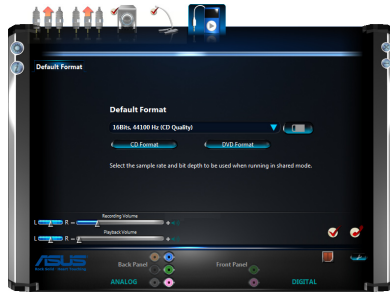 Default Format
Default Format
16Bits, 44100 Hz (CD Quality)
CD Format
DVD Format
Select the sample rate and bit depth to be used when running in shared mode.
Recording Volume
L R
Playback Volume
L R
ASUS
Back Panel
Front Panel
ANALOG
DIGITAL